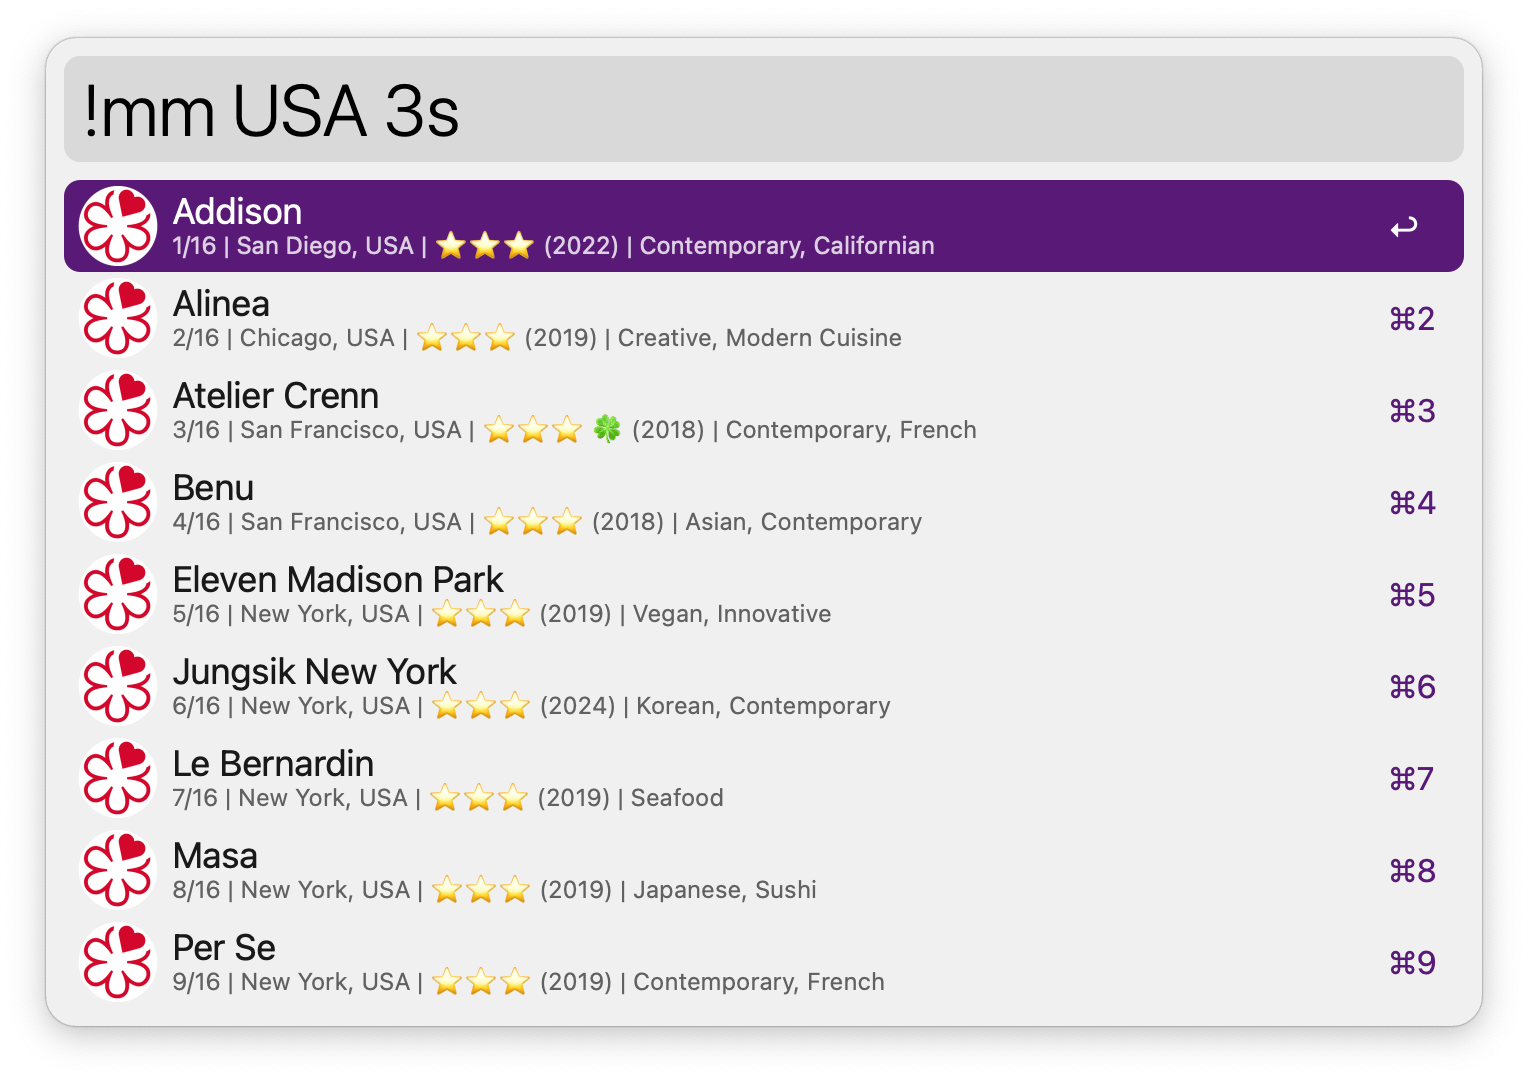 !mm USA 3s
Addison
1/16 | San Diego, USA | ⭐⭐⭐ (2022) | Contemporary, Californian
↩
Alinea
2/16 | Chicago, USA | ⭐⭐⭐ (2019) | Creative, Modern Cuisine
⌘2
Atelier Crenn
3/16 | San Francisco, USA | ⭐⭐⭐ 🍀 (2018) | Contemporary, French
⌘3
Benu
4/16 | San Francisco, USA | ⭐⭐⭐ (2018) | Asian, Contemporary
⌘4
Eleven Madison Park
5/16 | New York, USA | ⭐⭐⭐ (2019) | Vegan, Innovative
⌘5
Jungsik New York
6/16 | New York, USA | ⭐⭐⭐ (2024) | Korean, Contemporary
⌘6
Le Bernardin
7/16 | New York, USA | ⭐⭐⭐ (2019) | Seafood
⌘7
Masa
8/16 | New York, USA | ⭐⭐⭐ (2019) | Japanese, Sushi
⌘8
Per Se
9/16 | New York, USA | ⭐⭐⭐ (2019) | Contemporary, French
⌘9